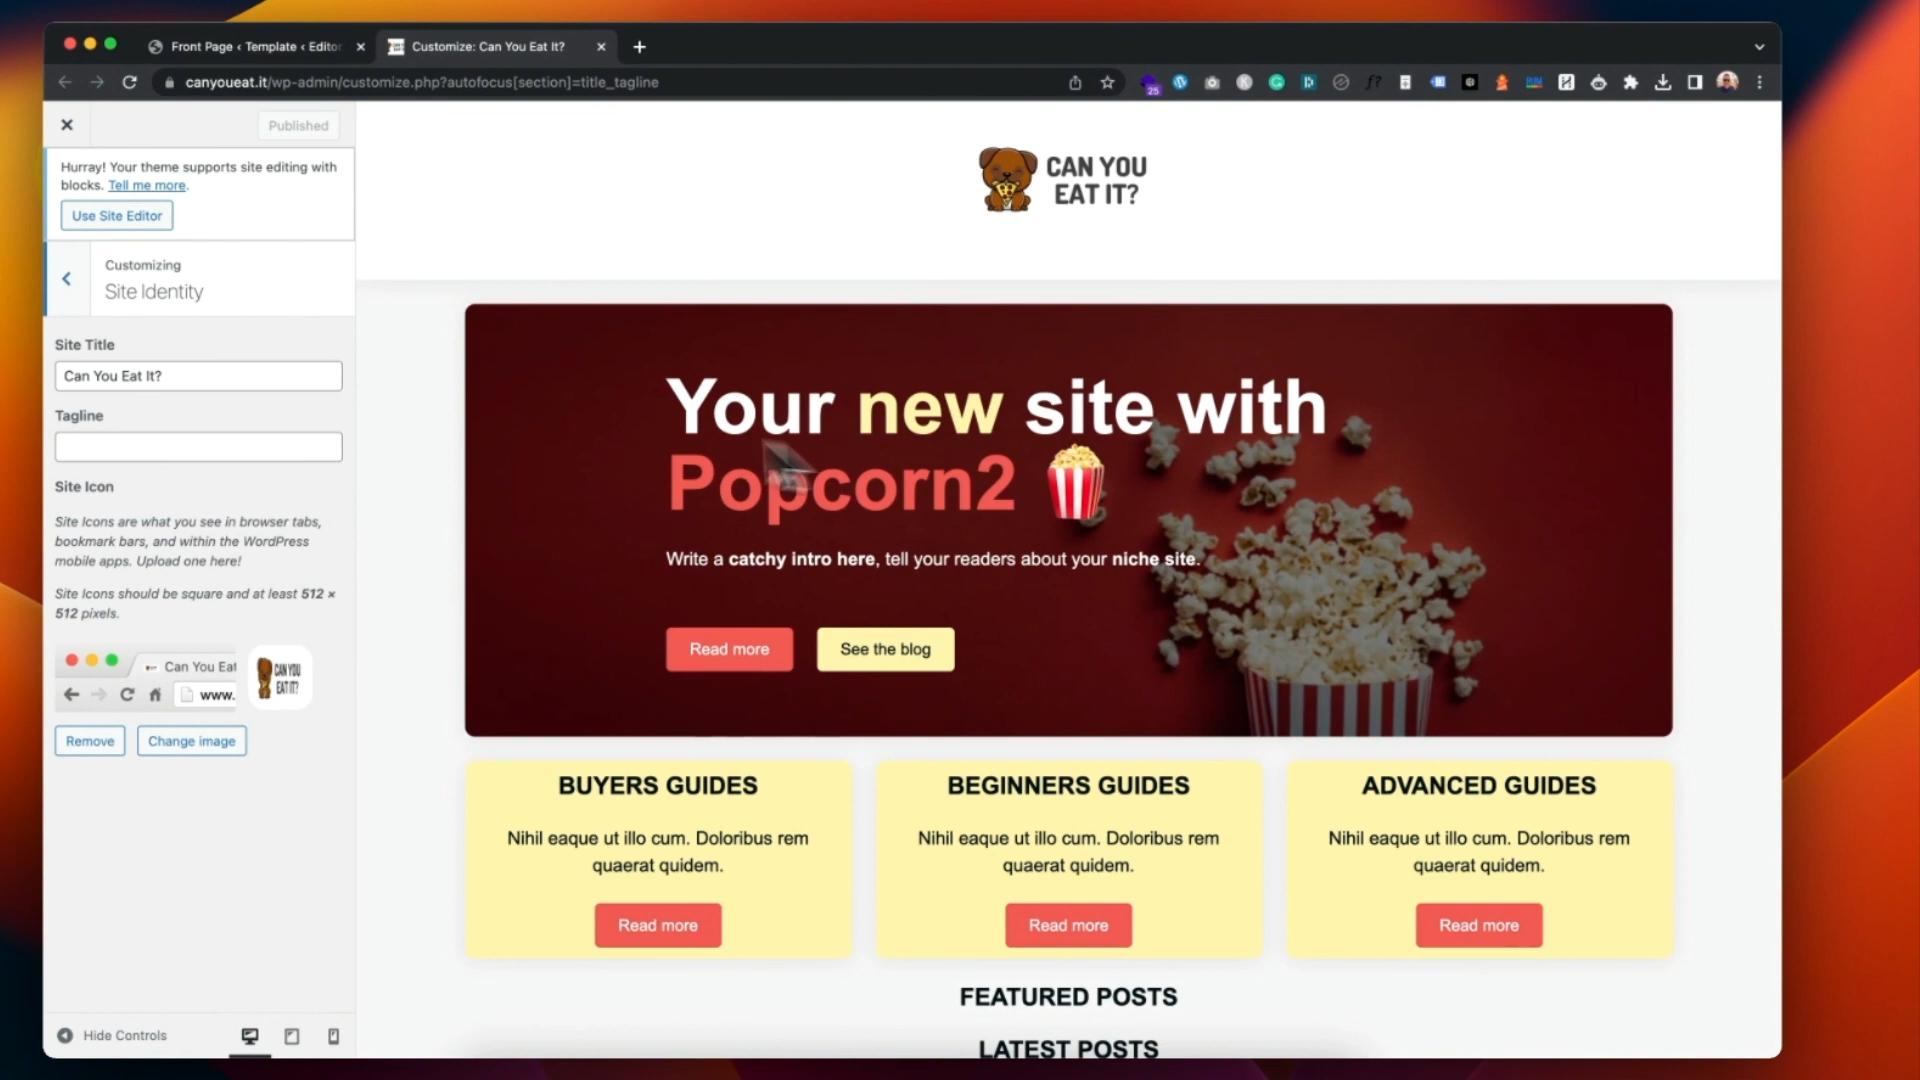 Front Page ‹ Template ‹ Editor
Customize: Can You Eat It?
canyoueat.it/wp-admin/customize.php?autofocus[section]=title_tagline
25
Published
Hurray! Your theme supports site editing with
blocks. Tell me more.
Use Site Editor
Customizing
Site Identity
Site Title
Can You Eat It?
Tagline
Site Icon
Site Icons are what you see in browser tabs,
bookmark bars, and within the WordPress
mobile apps. Upload one here!
Site Icons should be square and at least 512 ×
512 pixels.
Can You Eat
www.
CAN YOU
EAT IT?
Remove
Change image
Hide Controls
CAN YOU
EAT IT?
Your new site with
Popcorn2
Write a catchy intro here, tell your readers about your niche site.
Read more
See the blog
BUYERS GUIDES
Nihil eaque ut illo cum. Doloribus rem
quaerat quidem.
Read more
BEGINNERS GUIDES
Nihil eaque ut illo cum. Doloribus rem
quaerat quidem.
Read more
ADVANCED GUIDES
Nihil eaque ut illo cum. Doloribus rem
quaerat quidem.
Read more
FEATURED POSTS
LATEST POSTS